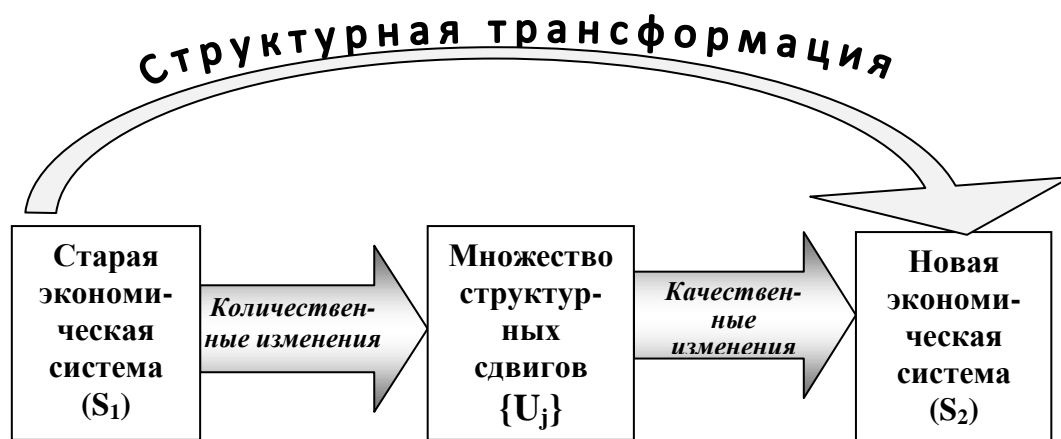 Структурная трансформация
Старая
экономи-
ческая
система
(S₁)
Количествен-
ные изменения
Множество
структур-
ных
сдвигов
{Uⱼ}
Качествен-
ные
изменения
Новая
экономи-
ческая
система
(S₂)